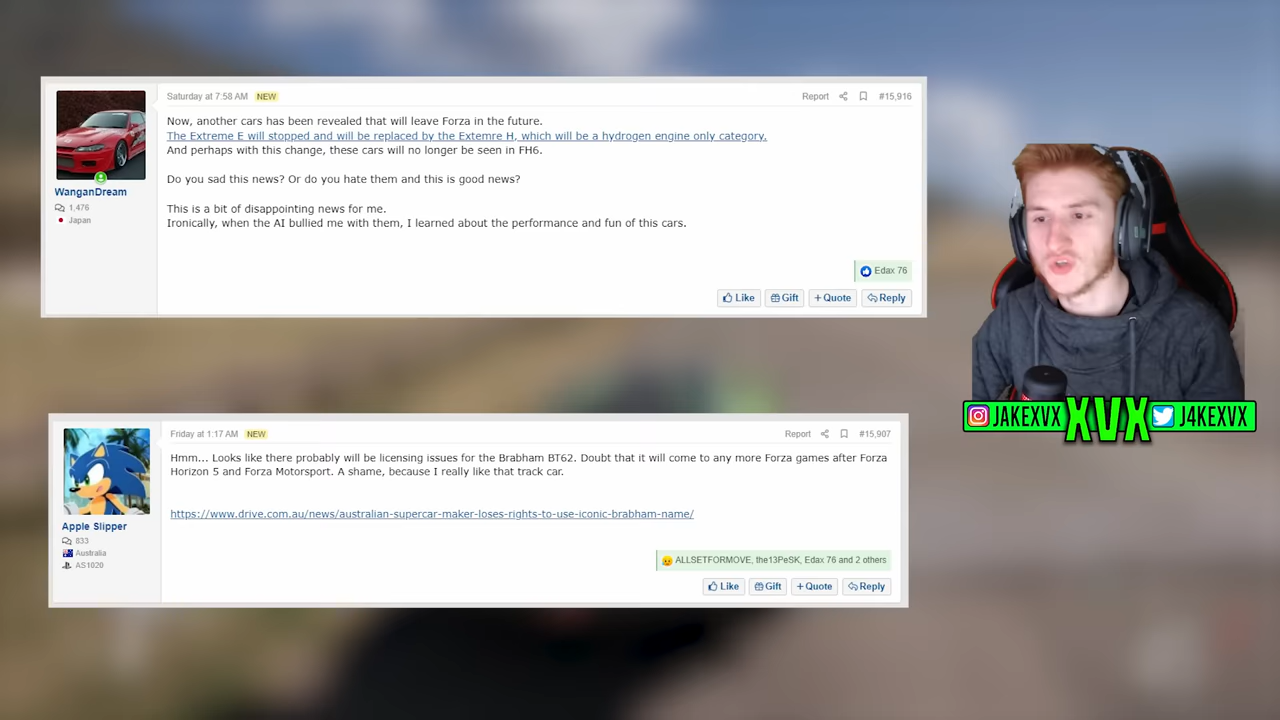 Saturday at 7:58 AM NEW Report #15,916
WanganDream
1,476
Japan
Now, another cars has been revealed that will leave Forza in the future.
The Extreme E will stopped and will be replaced by the Extemre H, which will be a hydrogen engine only category.
And perhaps with this change, these cars will no longer be seen in FH6.
Do you sad this news? Or do you hate them and this is good news?
This is a bit of disappointing news for me.
Ironically, when the AI bullied me with them, I learned about the performance and fun of this cars.
Edax 76
Like Gift +Quote Reply
JAKEXVX XVX J4KEXVX
Friday at 1:17 AM NEW Report #15,907
Apple Slipper
833
Australia
AS1020
Hmm... Looks like there probably will be licensing issues for the Brabham BT62. Doubt that it will come to any more Forza games after Forza
Horizon 5 and Forza Motorsport. A shame, because I really like that track car.
https://www.drive.com.au/news/australian-supercar-maker-loses-rights-to-use-iconic-brabham-name/
ALLSETFORMOVE, the13PeSK, Edax 76 and 2 others
Like Gift +Quote Reply